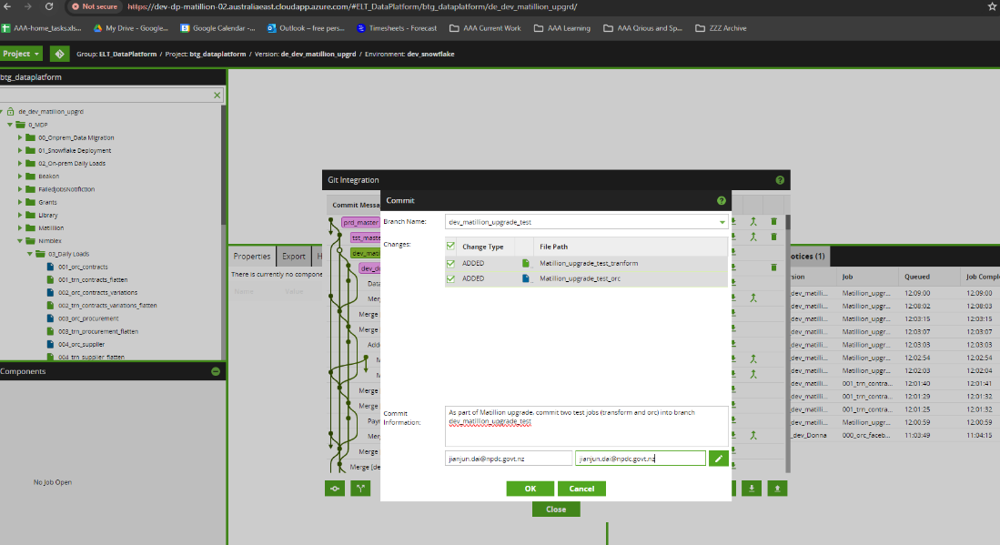 Not secure https://dev-dp-matillion-02.australiaeast.cloudapp.azure.com/#ELT_DataPlatform/btg_dataplatform/de_dev_matillion_upgrd/
AAA-home_tasks.xls... My Drive - Google... Google Calendar -... Outlook – free pers... Timesheets - Forecast AAA Current Work AAA Learning AAA Qrious and Sp... ZZZ Archive
Project Group: ELT_DataPlatform / Project: btg_dataplatform / Version: de_dev_matillion_upgrd / Environment: dev_snowflake
btg_dataplatform
de_dev_matillion_upgrd
0_MDP
00_Onprem_Data Migration
01_Snowflake Deployment
02_On-prem Daily Loads
Beakon
FailedJobsNotifiction
Grants
Library
Matillion
Nimblex
03_Daily Loads
001_orc_contracts
001_trn_contracts_flatten
002_orc_contracts_variations
002_trn_contracts_variations_flatten
003_orc_procurement
003_trn_procurement_flatten
004_orc_supplier
004_trn_supplier_flatten
Components
No Job Open
Properties Export H
There is currently no compone
Name Value
Git Integration
Commit Messa
prd_master
tst_maste
dev_mati
dev_di
Data
Mer
Merge
Merge
Adde
M
M
Merge
Merge
Payr
Merge
Mer
Merge
Merge [de
Commit
Branch Name: dev_matillion_upgrade_test
Changes:
Change Type File Path
ADDED Matillion_upgrade_test_tranform
ADDED Matillion_upgrade_test_orc
Commit Information:
As part of Matillion upgrade, commit two test jobs (transform and orc) into branch
dev_matillion_upgrade_test
jianjun.dai@npdc.govt.nz jianjun.dai@npdc.govt.nz
OK Cancel
Close
otices (1)
sion Job Queued Job Comple
dev_matilli... Matillion_upgr... 12:09:00 12:09:00
dev_matilli... Matillion_upgr... 12:08:02 12:08:03
dev_matilli... Matillion_upgr... 12:03:15 12:03:15
dev_matilli... Matillion_upgr... 12:03:07 12:03:07
dev_matilli... Matillion_upgr... 12:03:03 12:03:03
dev_matilli... Matillion_upgr... 12:02:54 12:02:54
dev_matilli... Matillion_upgr... 12:02:03 12:02:04
dev_matilli... 001_trn_contra... 12:01:40 12:01:41
dev_matilli... 001_trn_contra... 12:01:29 12:01:32
dev_matilli... 001_trn_contra... 12:01:25 12:01:32
dev_matilli... Matillion_upgr... 12:00:59 12:00:59
_dev_Donna 000_orc_faceb... 11:03:49 11:04:15